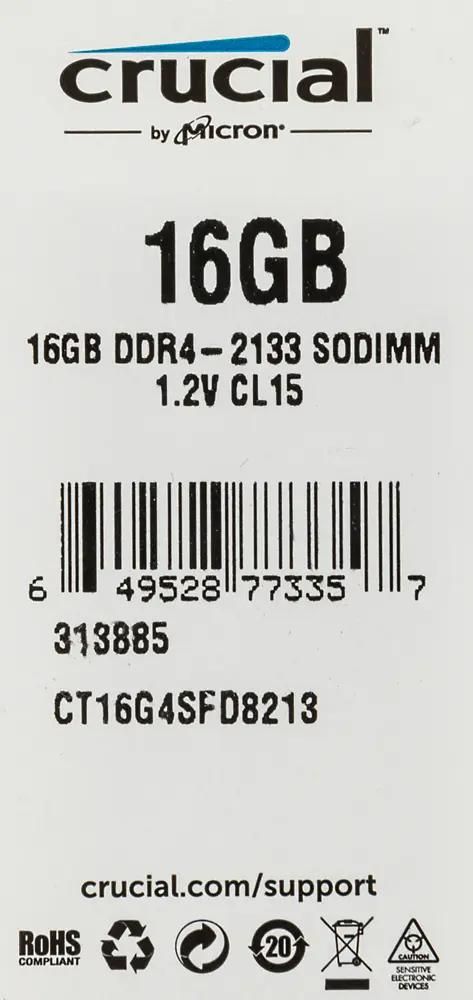 crucial™
by Micron®
16GB
16GB DDR4-2133 SODIMM
1.2V CL15
6 49528 77335 7
313885
CT16G4SFD8213
crucial.com/support
RoHS
COMPLIANT
20
CAUTION
SENSITIVE
ELECTRONIC
DEVICES